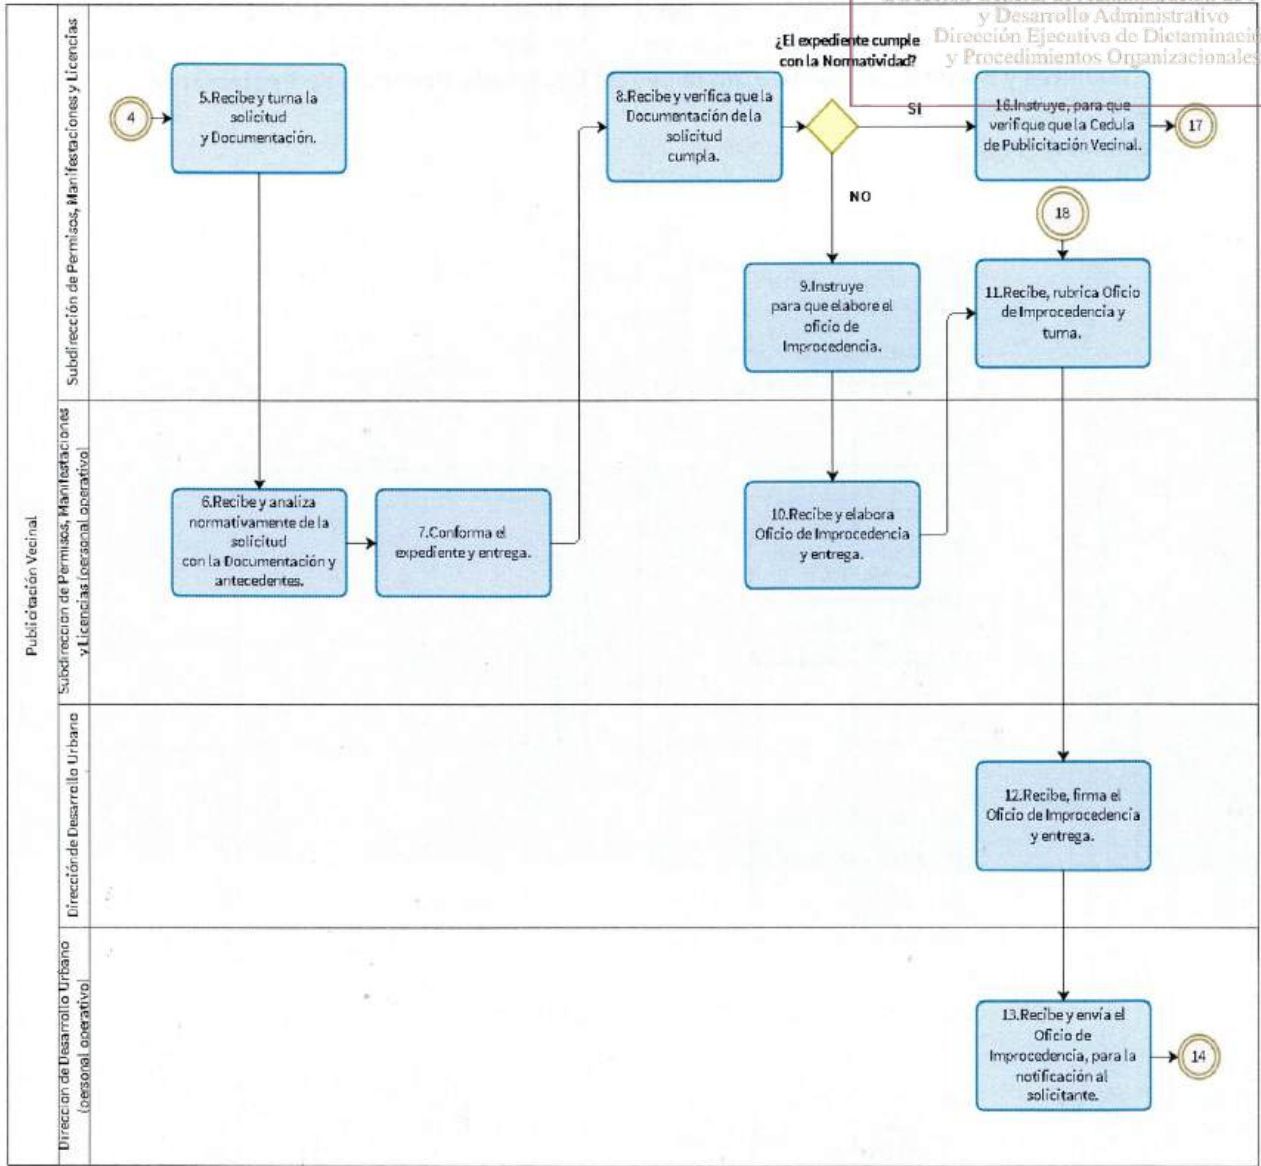 y Desarrollo Administrativo
Dirección Ejecutiva de Dictaminació
y Procedimientos Organizacionales
Publicitación Vecinal
Subdirección de Permisos, Manifestaciones y Licencias
4
5.Recibe y turna la
solicitud
y Documentación.
8.Recibe y verifica que la
Documentación de la
solicitud
cumpla.
¿El expediente cumple
con la Normatividad?
SI
NO
16.Instruye, para que
verifique que la Cedula
de Publicitación Vecinal.
17
18
9.Instruye
para que elabore el
oficio de
Improcedencia.
11.Recibe, rubrica Oficio
de Improcedencia y
turna.
Subdirección de Permisos, Manifestaciones
y Licencias (personal operativo)
6.Recibe y analiza
normativamente de la
solicitud
con la Documentación y
antecedentes.
7.Conforma el
expediente y entrega.
10.Recibe y elabora
Oficio de Improcedencia
y entrega.
Dirección de Desarrollo Urbano
12.Recibe, firma el
Oficio de Improcedencia
y entrega.
Direccion de Desarrollo Urbano
(personal operativo)
13.Recibe y envía el
Oficio de
Improcedencia, para la
notificación al
solicitante.
14